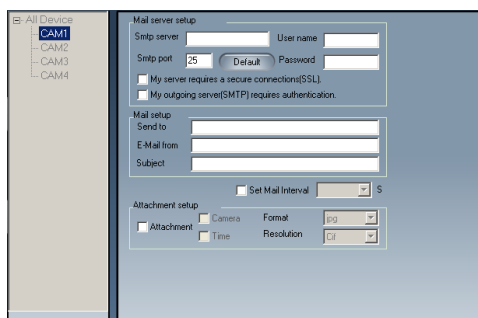 All Device
CAM1
CAM2
CAM3
CAM4
Mail server setup
Smtp server
User name
Smtp port
25
Default
Password
My server requires a secure connections(SSL).
My outgoing server(SMTP) requires authentication.
Mail setup
Send to
E-Mail from
Subject
Set Mail Interval
S
Attachment setup
Attachment
Camera
Format
jpg
Time
Resolution
Cif